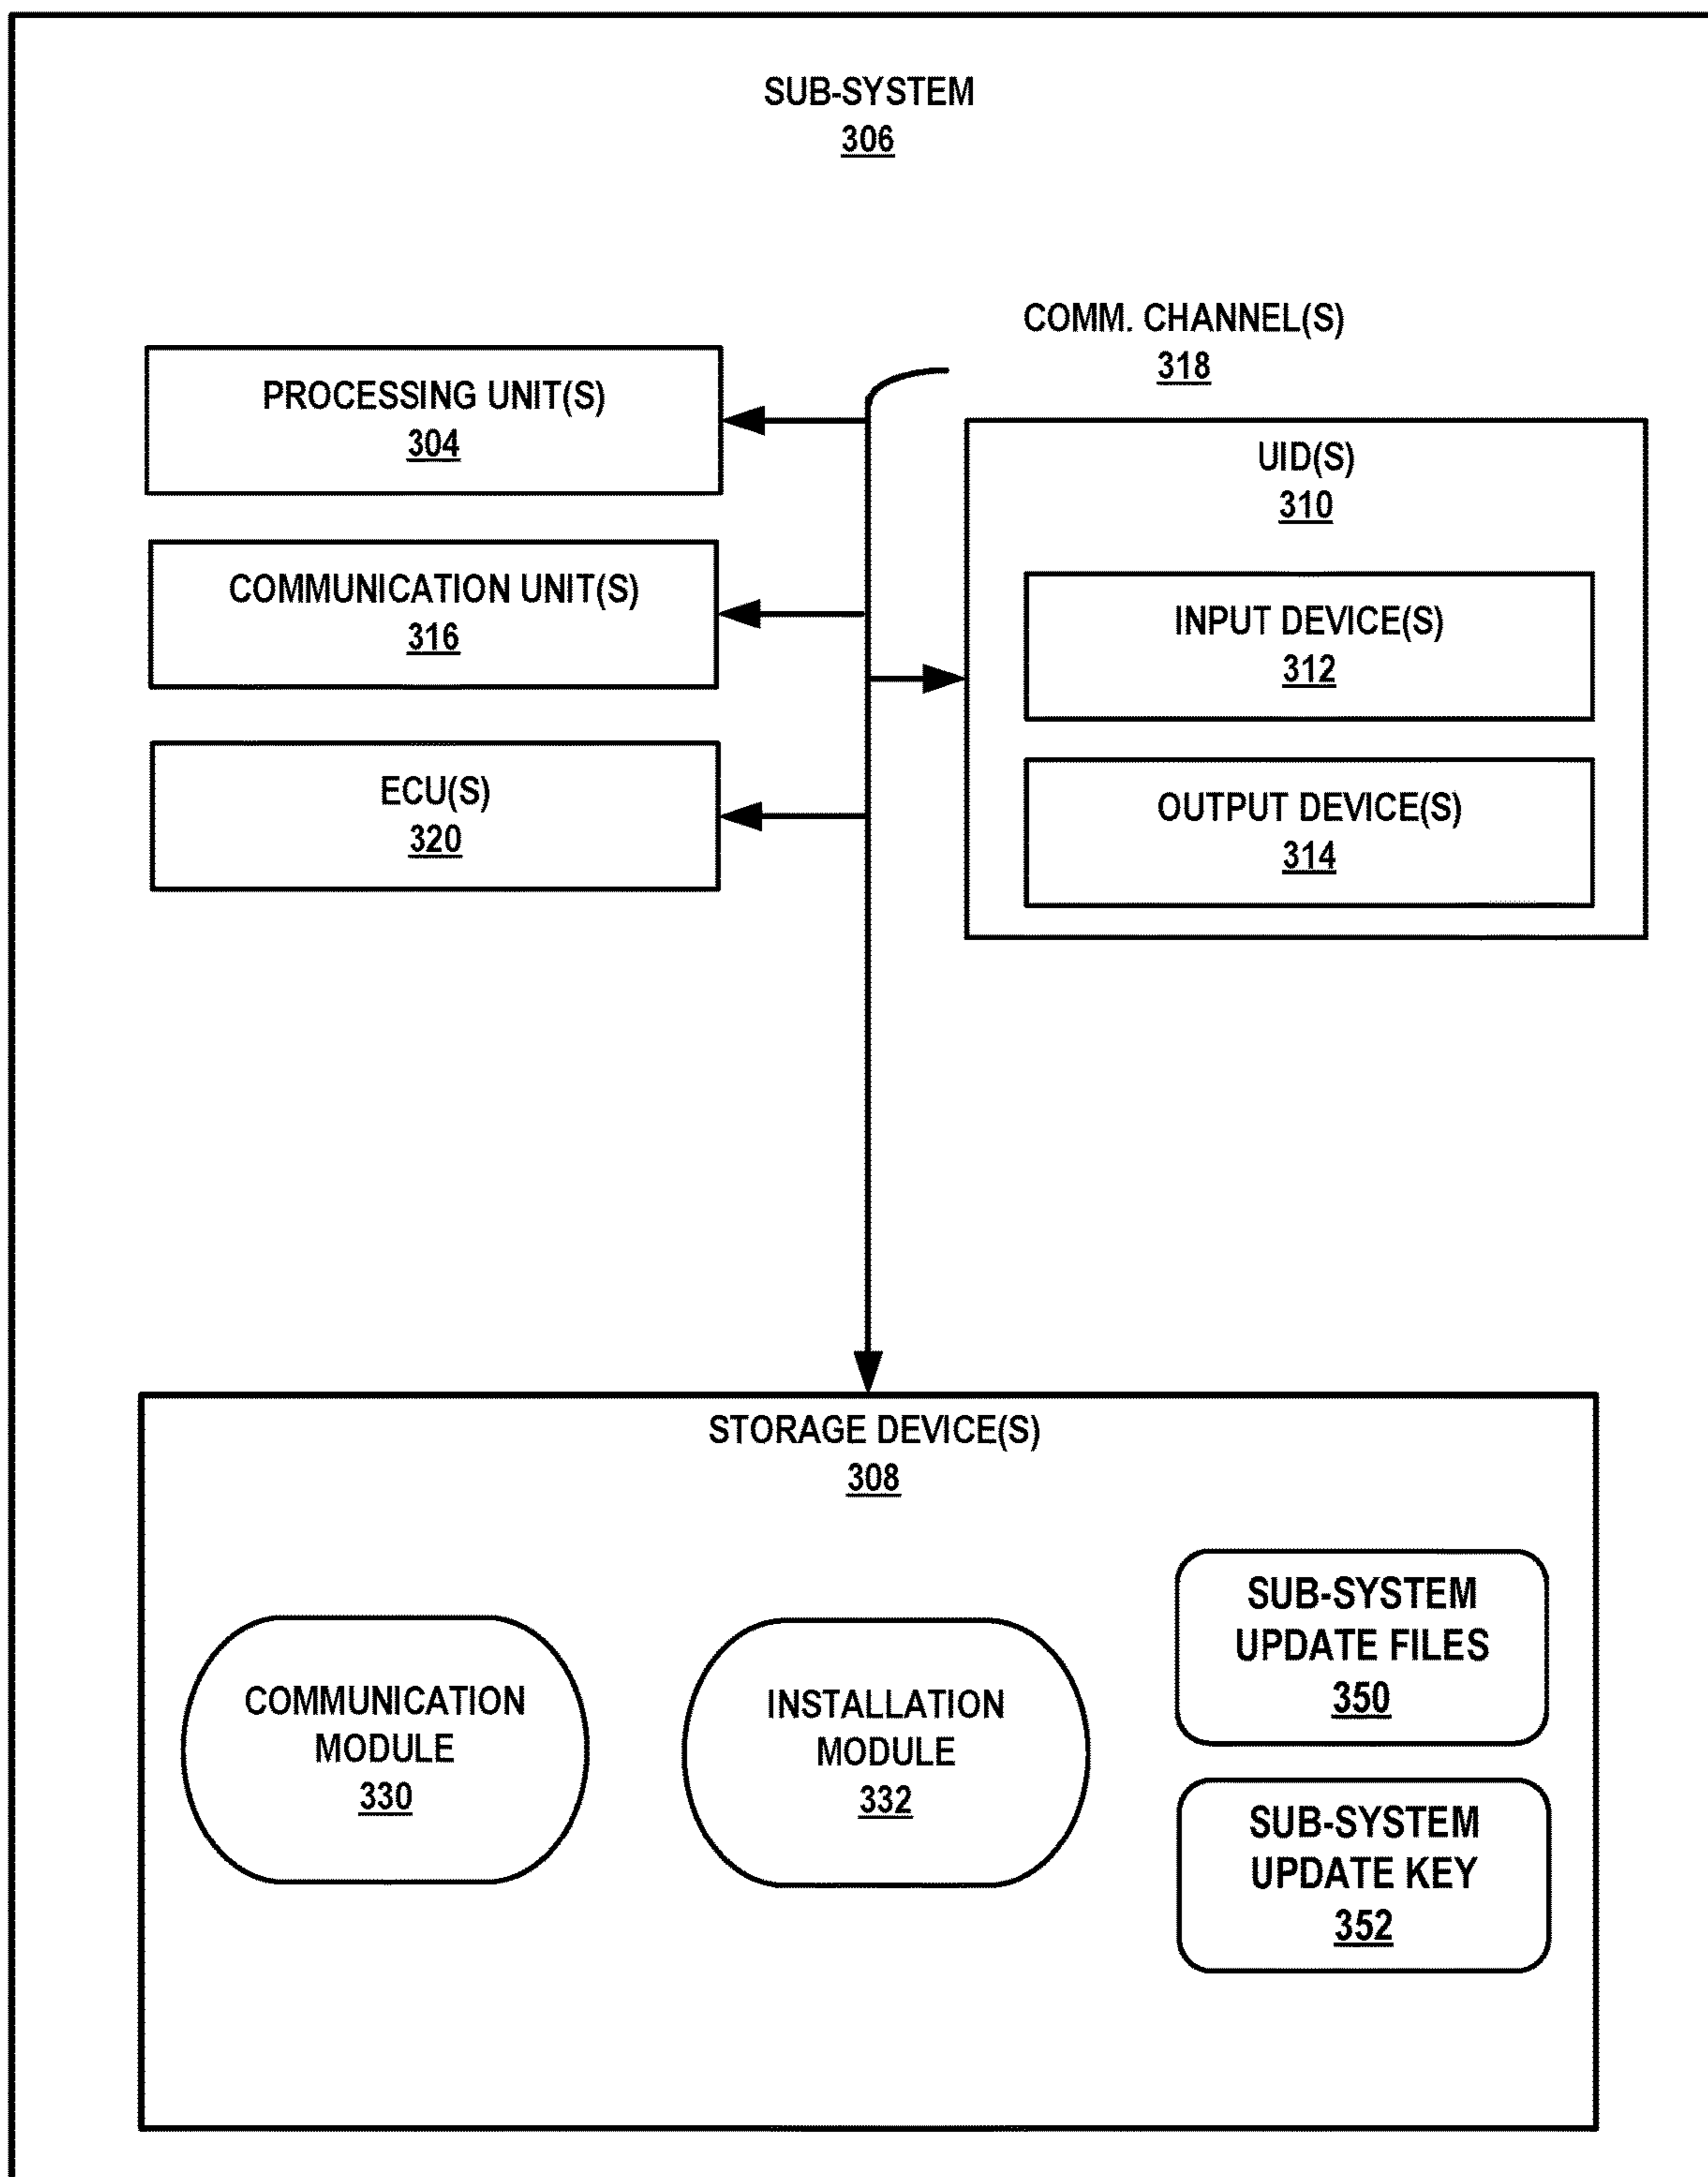 SUB-SYSTEM
306
COMM. CHANNEL(S)
318
PROCESSING UNIT(S)
304
COMMUNICATION UNIT(S)
316
ECU(S)
320
UID(S)
310
INPUT DEVICE(S)
312
OUTPUT DEVICE(S)
314
STORAGE DEVICE(S)
308
COMMUNICATION
MODULE
330
INSTALLATION
MODULE
332
SUB-SYSTEM
UPDATE FILES
350
SUB-SYSTEM
UPDATE KEY
352